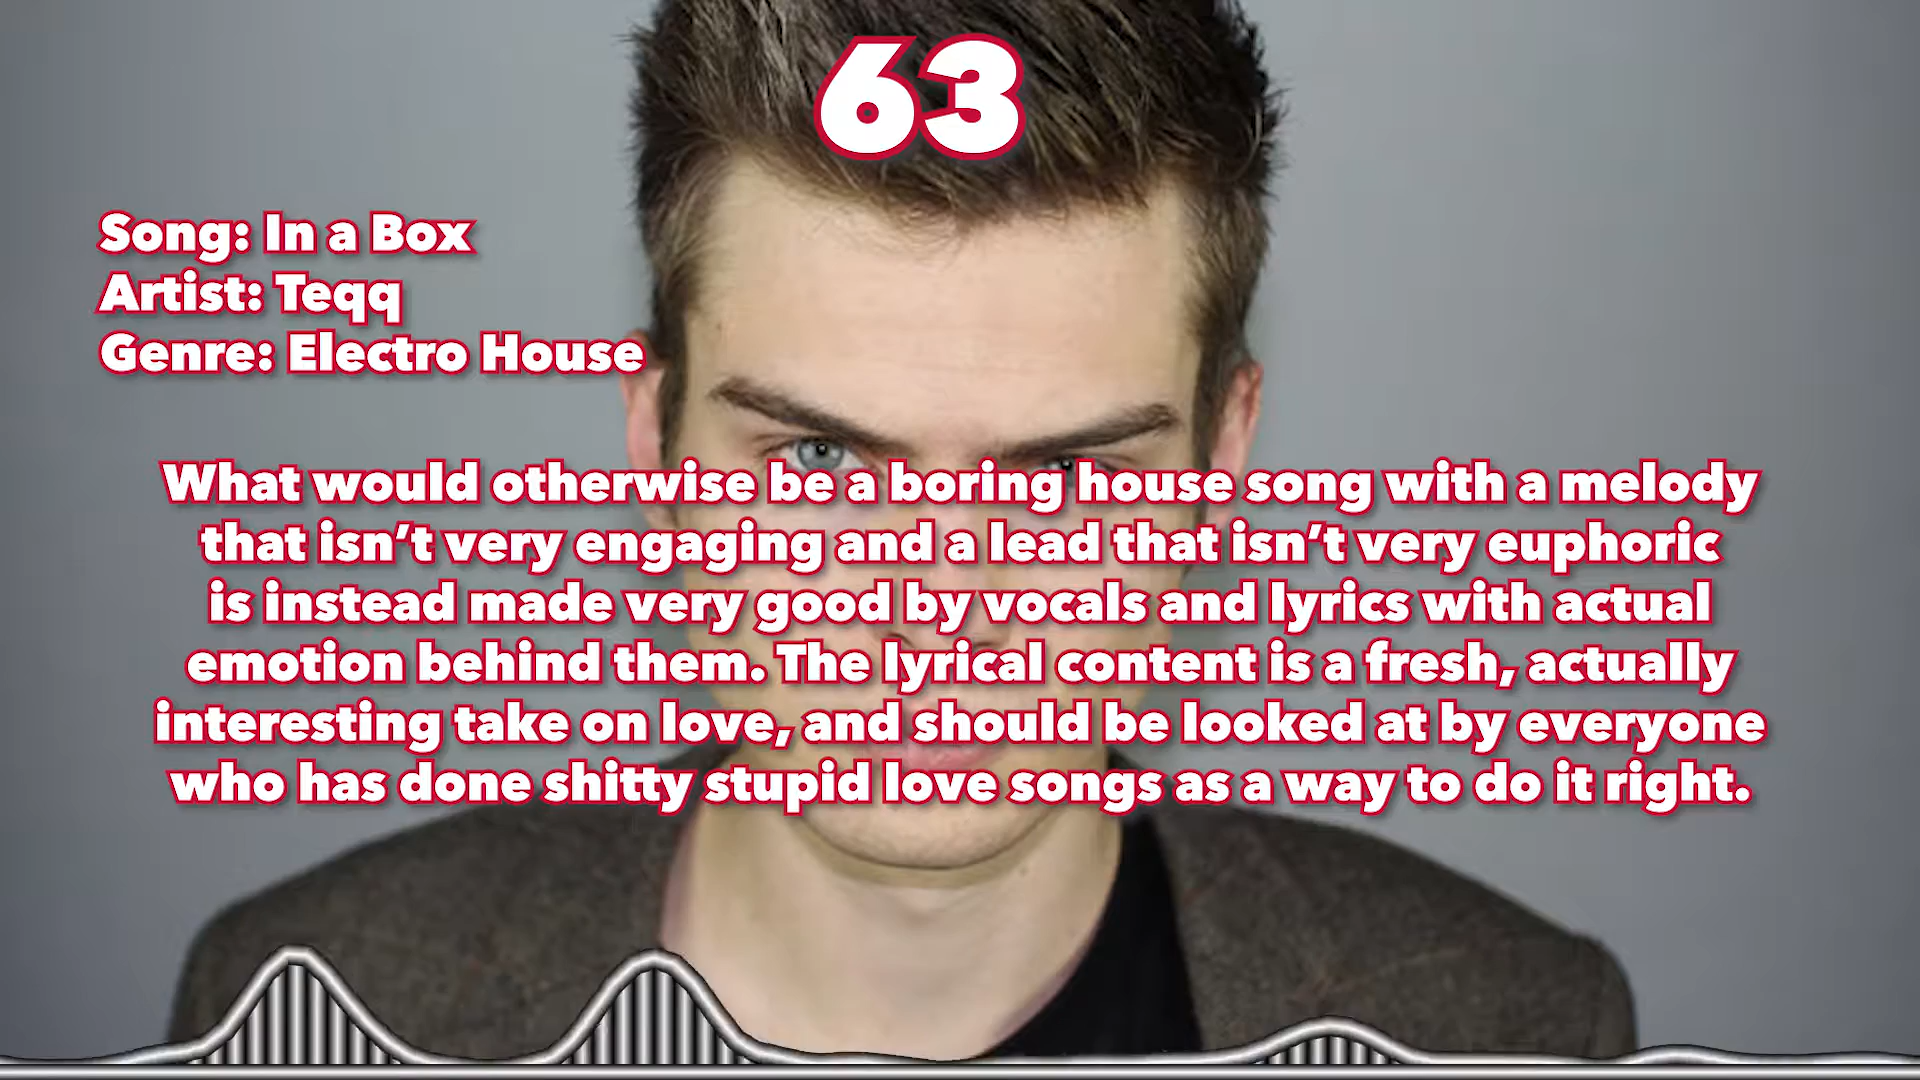 63
Song: In a Box
Artist: Teqq
Genre: Electro House
What would otherwise be a boring house song with a melody
that isn’t very engaging and a lead that isn’t very euphoric
is instead made very good by vocals and lyrics with actual
emotion behind them. The lyrical content is a fresh, actually
interesting take on love, and should be looked at by everyone
who has done shitty stupid love songs as a way to do it right.